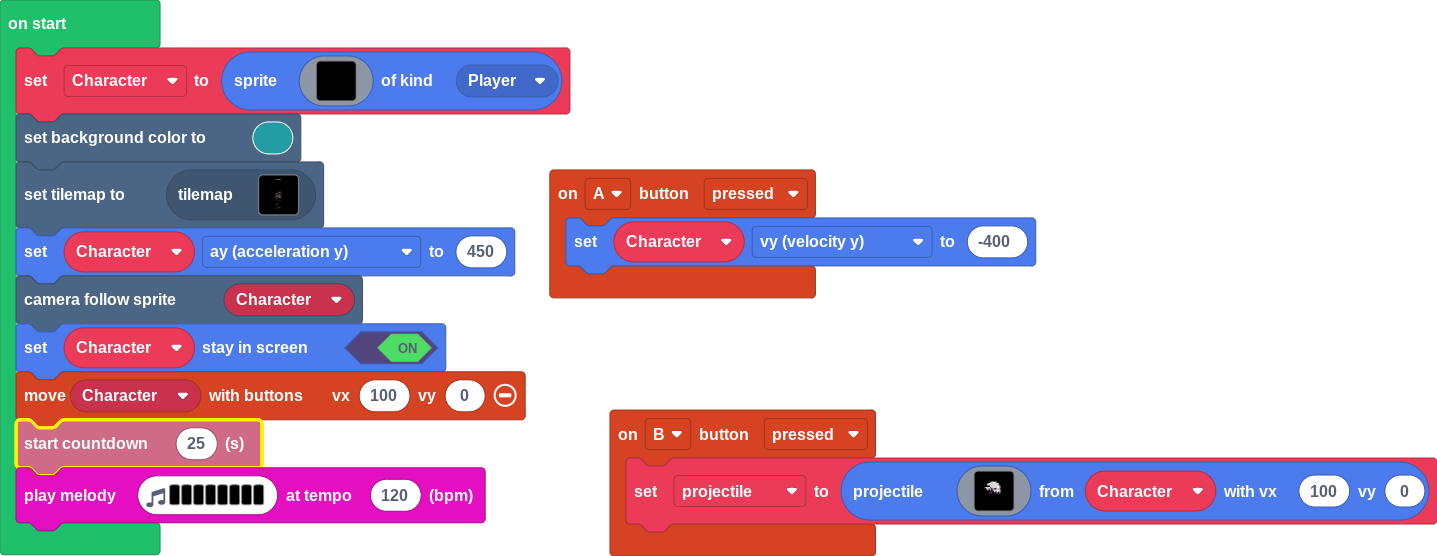 on start
set Character to sprite of kind Player
set background color to
set tilemap to tilemap
set Character ay (acceleration y) to 450
camera follow sprite Character
set Character stay in screen ON
move Character with buttons vx 100 vy 0
start countdown 25 (s)
play melody at tempo 120 (bpm)
on A button pressed
set Character vy (velocity y) to -400
on B button pressed
set projectile to projectile from Character with vx 100 vy 0